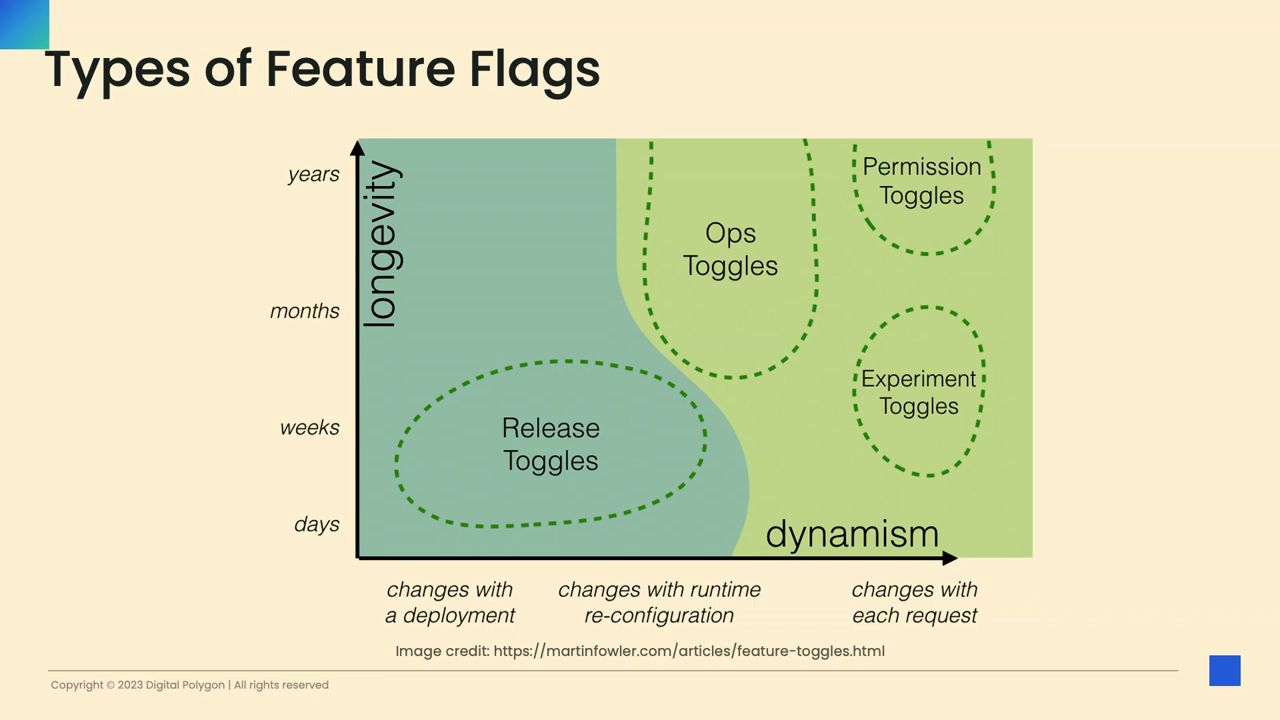 Types of Feature Flags
years
longevity
Permission
Toggles
Ops
Toggles
months
Experiment
Toggles
weeks
Release
Toggles
days
dynamism
changes with
a deployment
changes with runtime
re-configuration
changes with
each request
Image credit: https://martinfowler.com/articles/feature-toggles.html
Copyright © 2023 Digital Polygon | All rights reserved